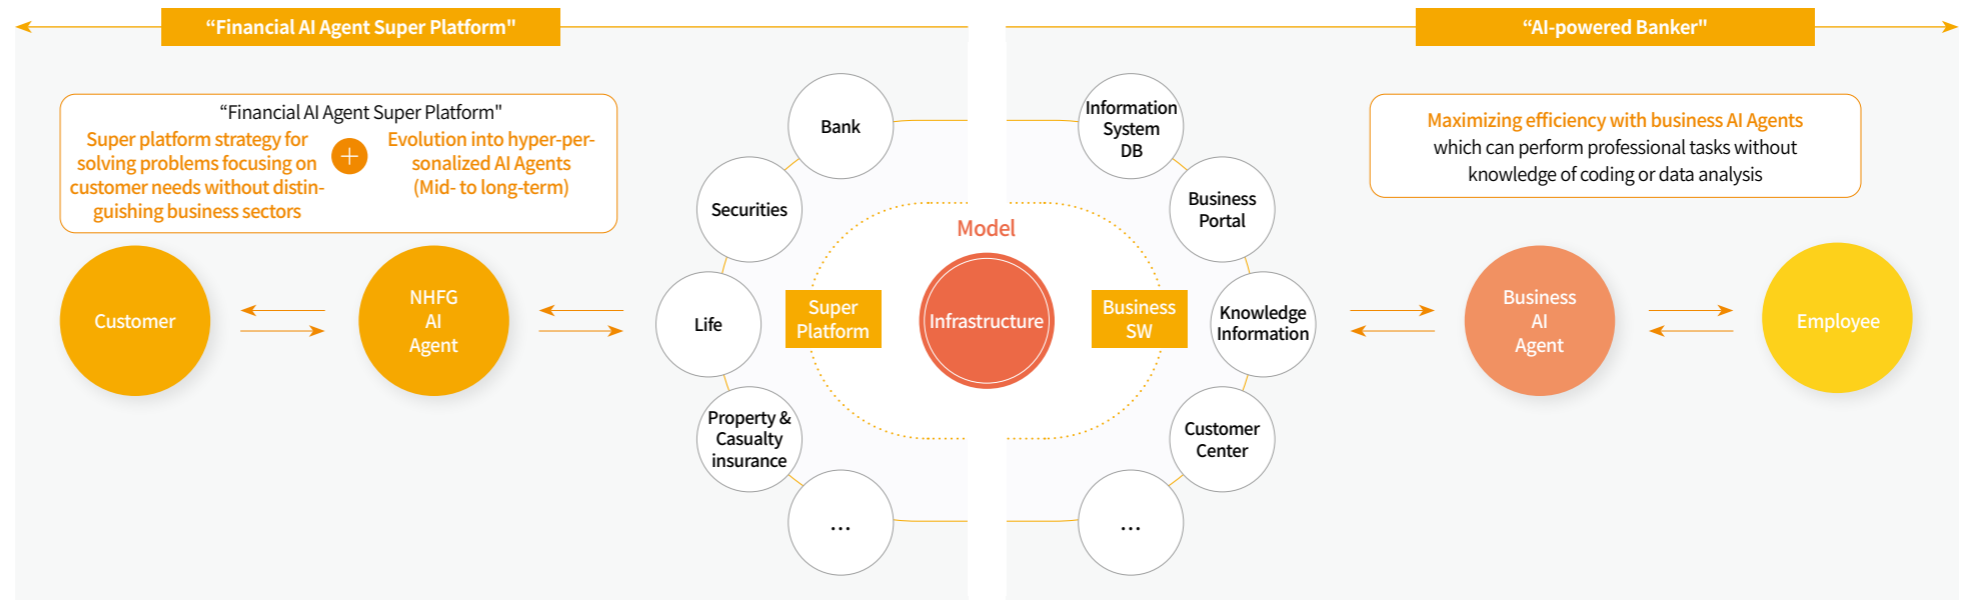 “Financial AI Agent Super Platform"
“AI-powered Banker"
“Financial AI Agent Super Platform"
Super platform strategy for
solving problems focusing on
customer needs without distin-
guishing business sectors
+
Evolution into hyper-per-
sonalized AI Agents
(Mid- to long-term)
Customer
NHFG
AI
Agent
Bank
Securities
Life
Property &
Casualty
insurance
...
Super
Platform
Model
Infrastructure
Business
SW
Information
System
DB
Business
Portal
Knowledge
Information
Customer
Center
...
Maximizing efficiency with business AI Agents
which can perform professional tasks without
knowledge of coding or data analysis
Business
AI
Agent
Employee